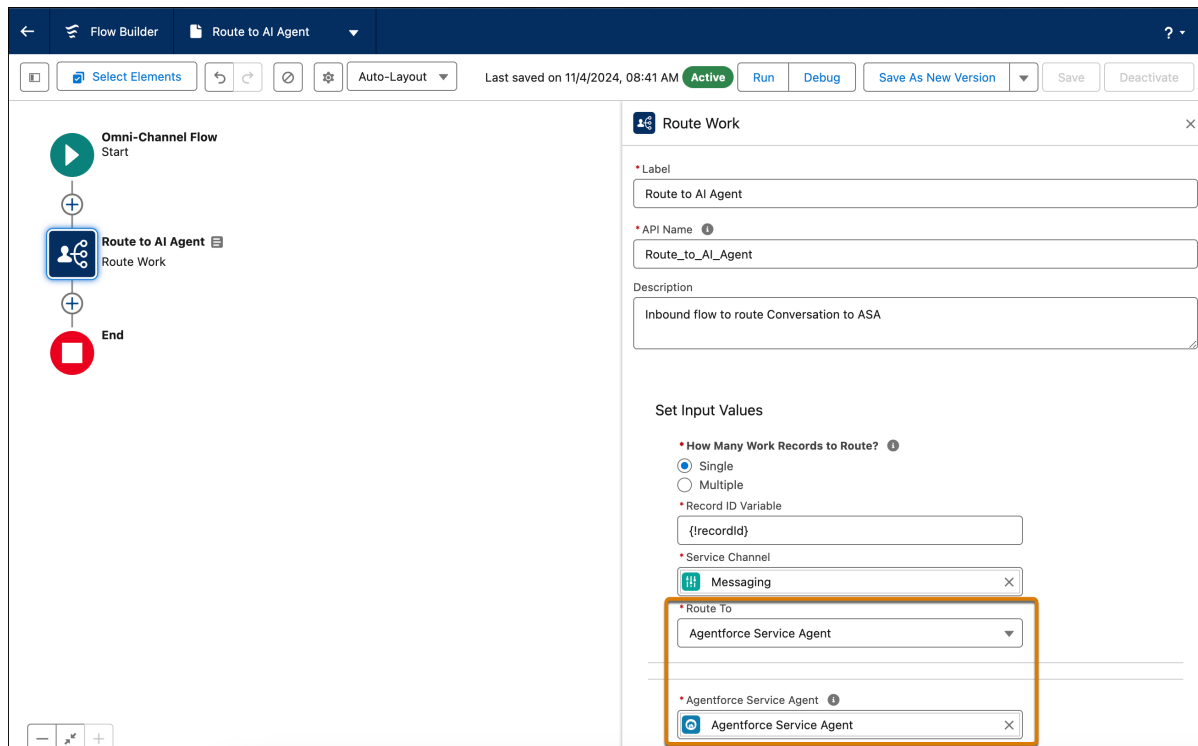 Flow Builder
Route to AI Agent
?
Select Elements
Auto-Layout
Last saved on 11/4/2024, 08:41 AM
Active
Run
Debug
Save As New Version
Save
Deactivate
Omni-Channel Flow
Start
Route to AI Agent
Route Work
End
Route Work
*Label
Route to AI Agent
*API Name
Route_to_AI_Agent
Description
Inbound flow to route Conversation to ASA
Set Input Values
*How Many Work Records to Route?
Single
Multiple
*Record ID Variable
{!recordId}
*Service Channel
Messaging
*Route To
Agentforce Service Agent
*Agentforce Service Agent
Agentforce Service Agent